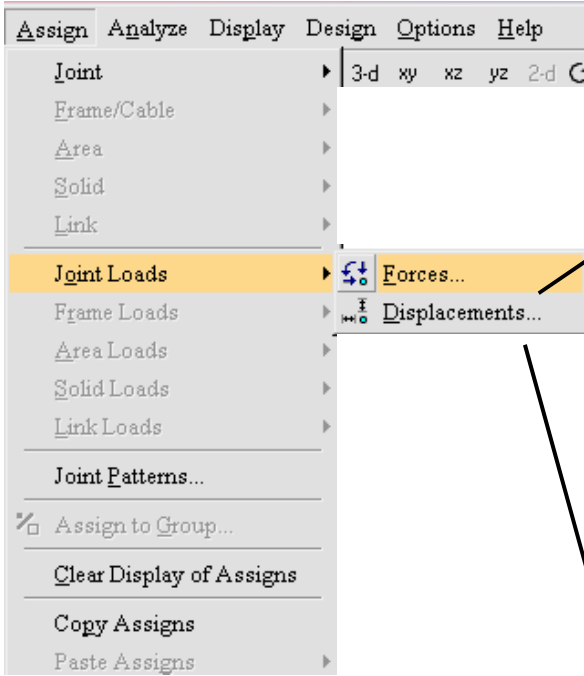 Assign Analyze Display Design Options Help
3-d xy xz yz 2-d
Joint
Frame/Cable
Area
Solid
Link
Joint Loads
Forces...
Displacements...
Frame Loads
Area Loads
Solid Loads
Link Loads
Joint Patterns...
Assign to Group...
Clear Display of Assigns
Copy Assigns
Paste Assigns